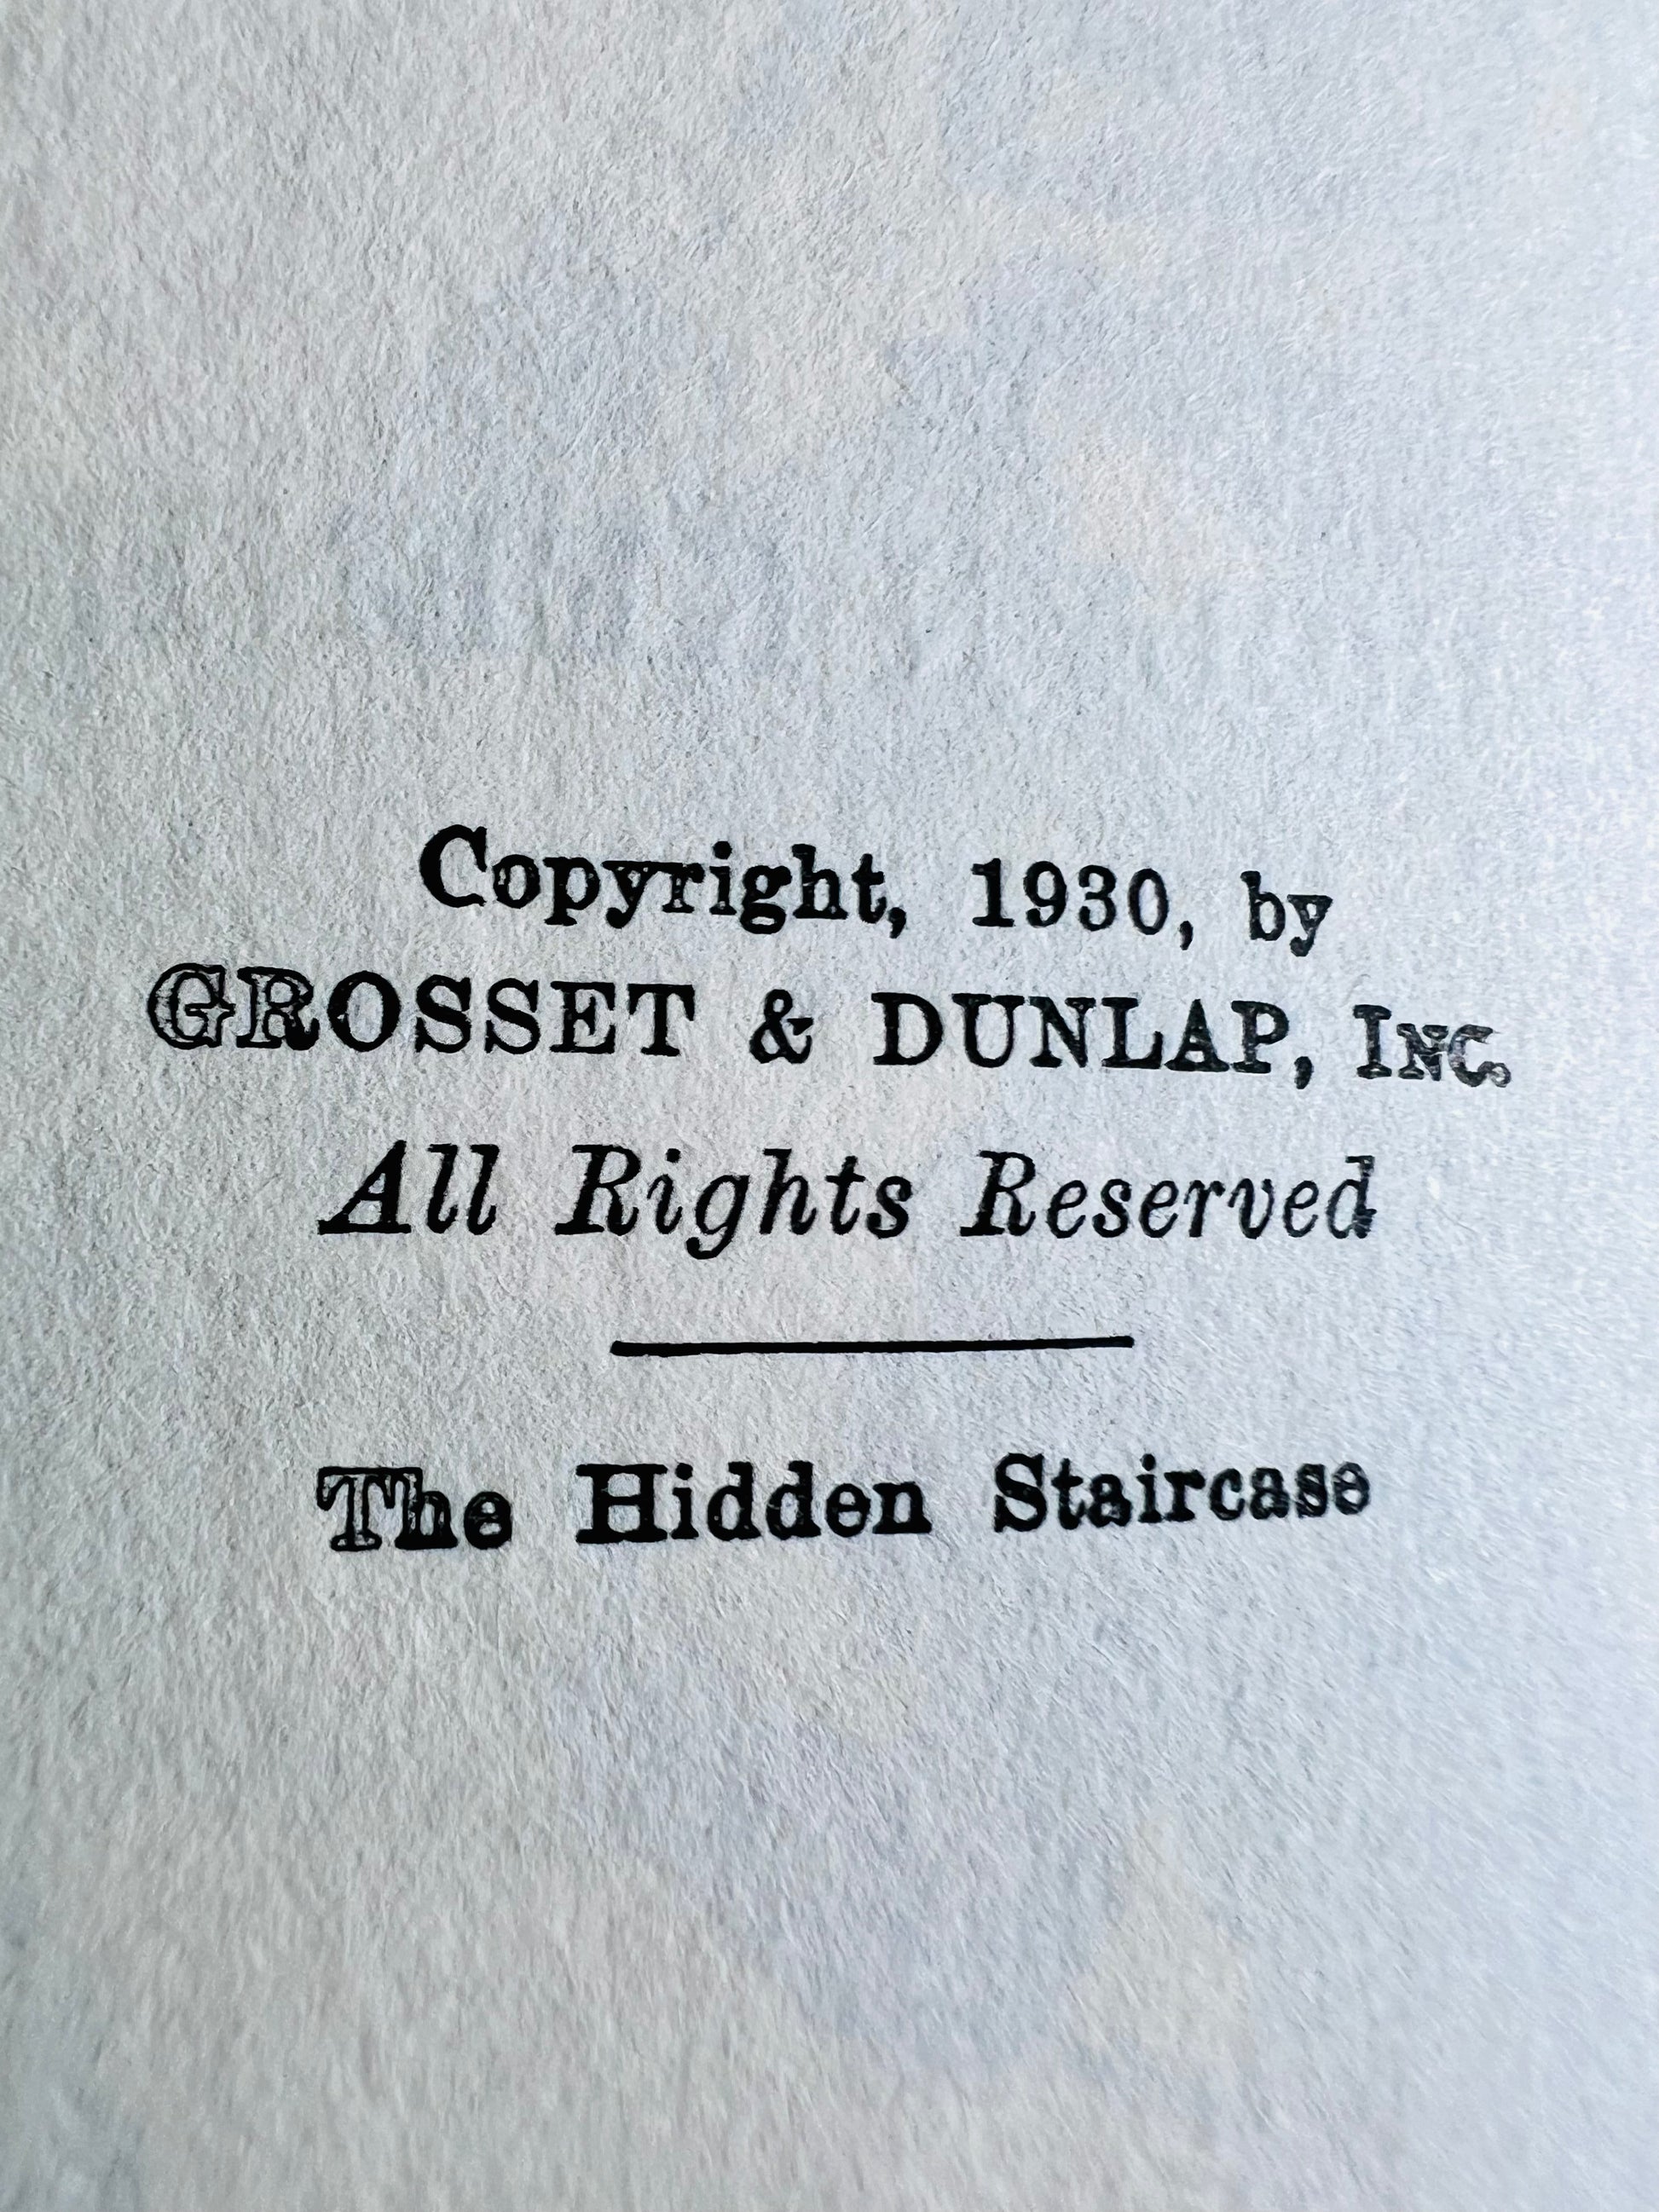 Copyright, 1930, by
GROSSET & DUNLAP, INC.
All Rights Reserved
The Hidden Staircase